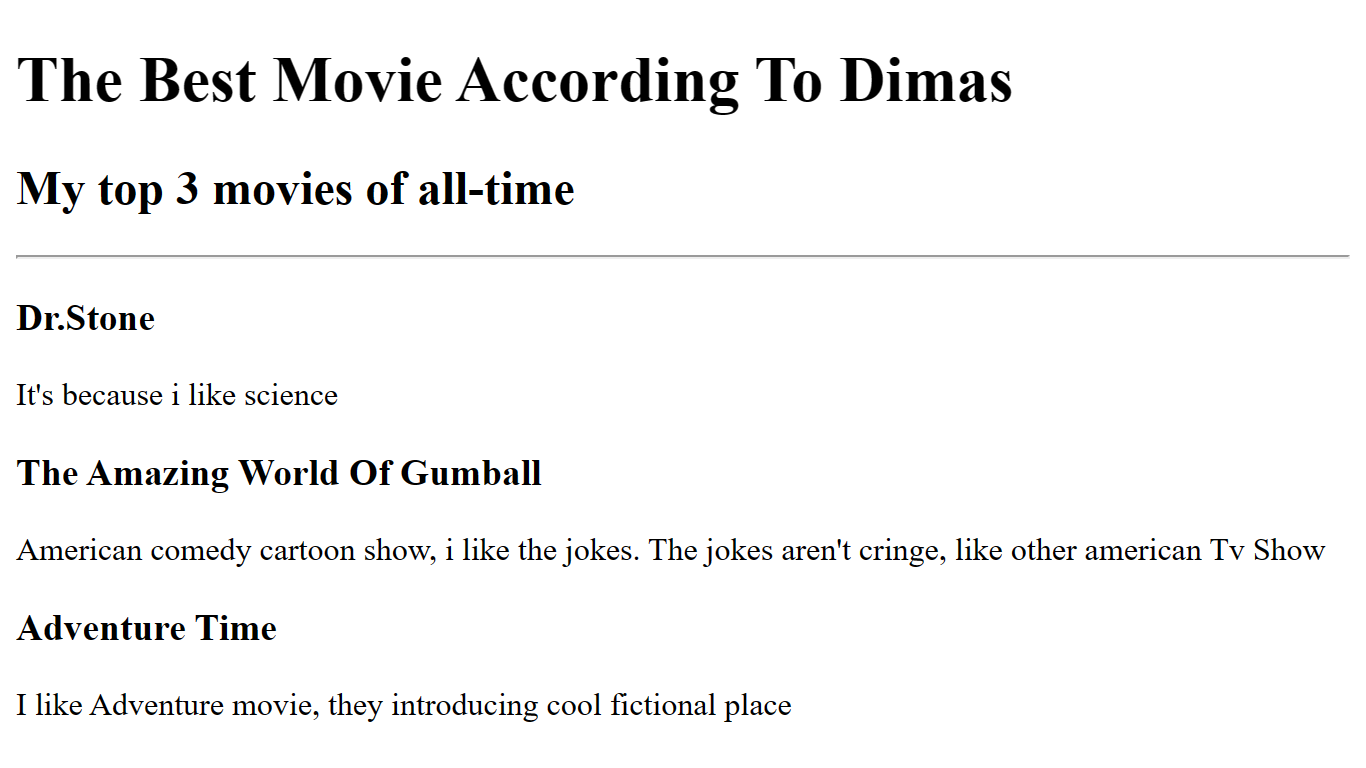 The Best Movie According To Dimas
My top 3 movies of all-time
Dr.Stone
It's because i like science
The Amazing World Of Gumball
American comedy cartoon show, i like the jokes. The jokes aren't cringe, like other american Tv Show
Adventure Time
I like Adventure movie, they introducing cool fictional place